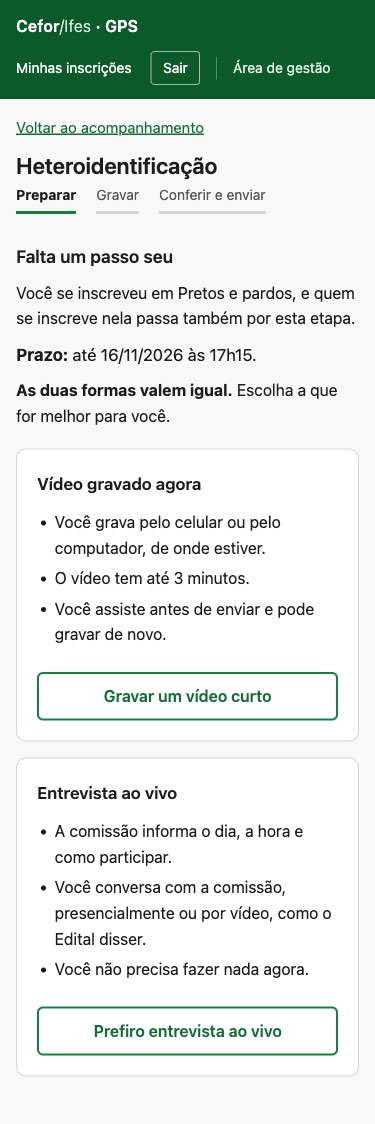 Cefor/Ifes · GPS
Minhas inscrições Sair Área de gestão
Voltar ao acompanhamento
Heteroidentificação
Preparar Gravar Conferir e enviar
Falta um passo seu
Você se inscreveu em Pretos e pardos, e quem
se inscreve nela passa também por esta etapa.
Prazo: até 16/11/2026 às 17h15.
As duas formas valem igual. Escolha a que
for melhor para você.
Vídeo gravado agora
• Você grava pelo celular ou pelo
computador, de onde estiver.
• O vídeo tem até 3 minutos.
• Você assiste antes de enviar e pode
gravar de novo.
Gravar um vídeo curto
Entrevista ao vivo
• A comissão informa o dia, a hora e
como participar.
• Você conversa com a comissão,
presencialmente ou por vídeo, como o
Edital disser.
• Você não precisa fazer nada agora.
Prefiro entrevista ao vivo